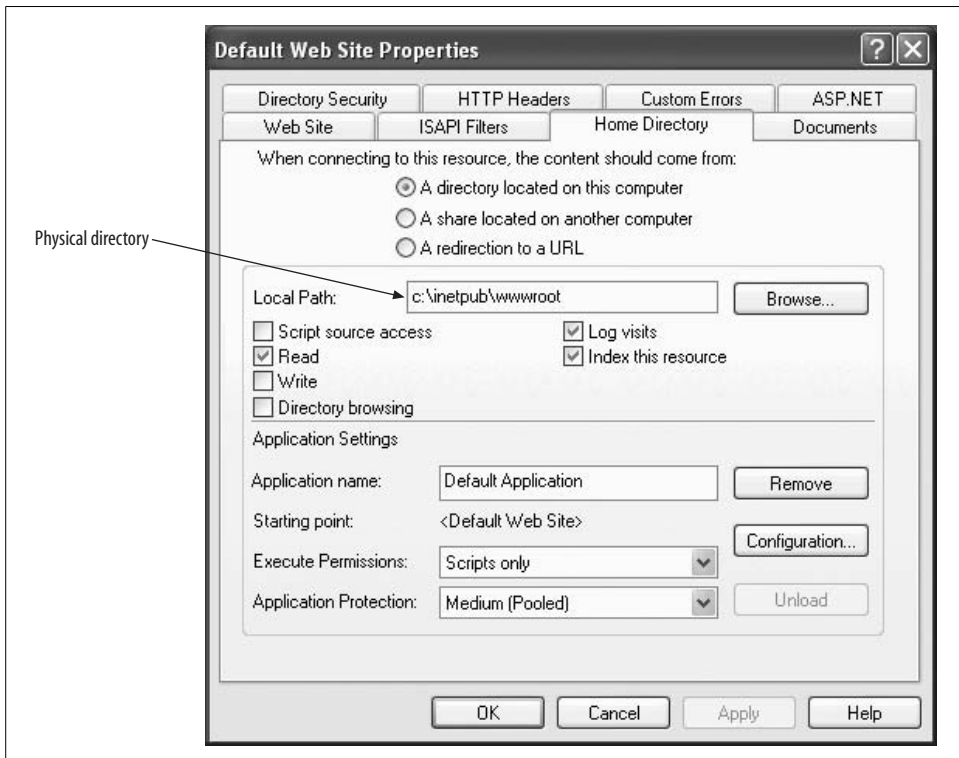 Default Web Site Properties
Directory Security HTTP Headers Custom Errors ASP.NET
Web Site ISAPI Filters Home Directory Documents
When connecting to this resource, the content should come from:
A directory located on this computer
A share located on another computer
A redirection to a URL
Physical directory
Local Path: c:\inetpub\wwwroot Browse...
Script source access Log visits
Read Index this resource
Write
Directory browsing
Application Settings
Application name: Default Application Remove
Starting point: <Default Web Site>
Configuration...
Execute Permissions: Scripts only
Application Protection: Medium (Pooled) Unload
OK Cancel Apply Help